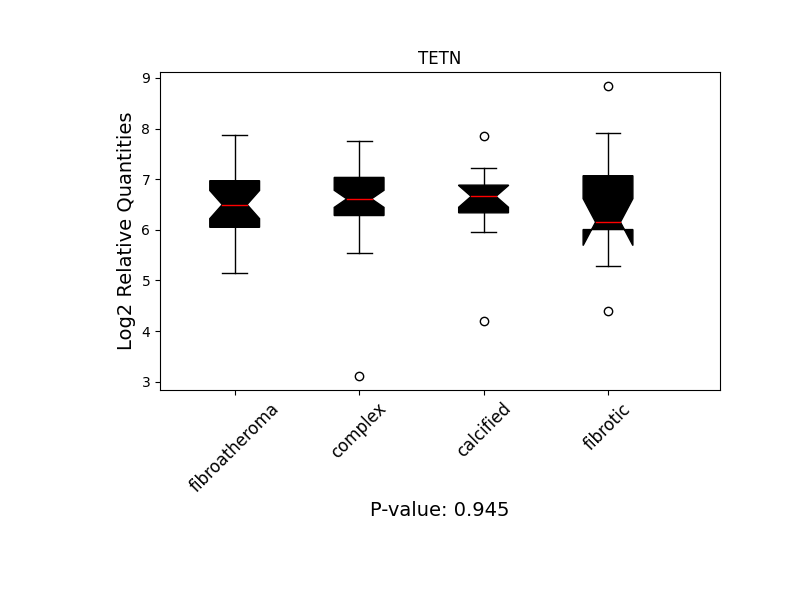 TETN
Log2 Relative Quantities
9
8
7
6
5
4
3
fibroatheroma
complex
calcified
fibrotic
P-value: 0.945